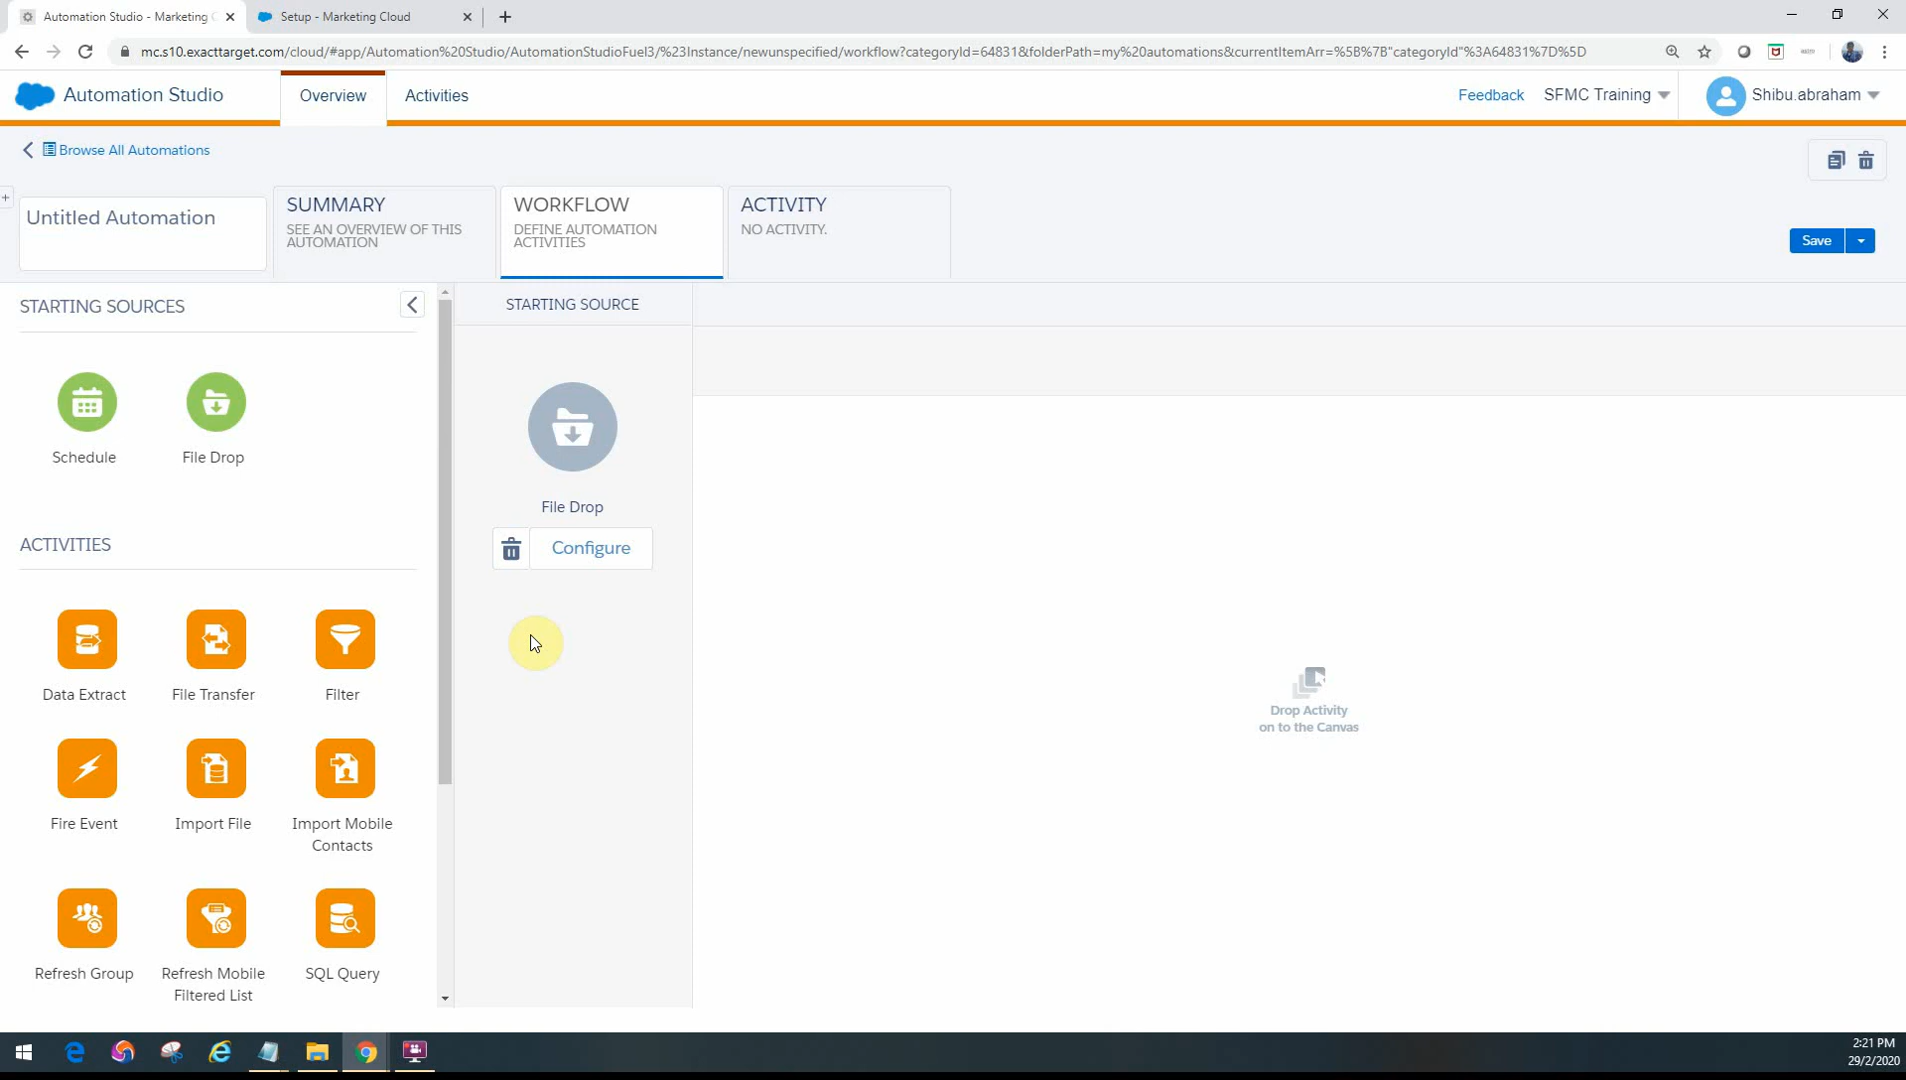 Automation Studio - Marketing C
Setup - Marketing Cloud
mc.s10.exacttarget.com/cloud/#app/Automation%20Studio/AutomationStudioFuel3/%23Instance/newunspecified/workflow?categoryId=64831&folderPath=my%20automations&currentItemArr=%5B%7B"categoryId"%3A64831%7D%5D
Automation Studio
Overview
Activities
Feedback
SFMC Training
Shibu.abraham
Browse All Automations
Untitled Automation
SUMMARY
SEE AN OVERVIEW OF THIS
AUTOMATION
WORKFLOW
DEFINE AUTOMATION
ACTIVITIES
ACTIVITY
NO ACTIVITY.
Save
STARTING SOURCES
Schedule
File Drop
ACTIVITIES
Data Extract
File Transfer
Filter
Fire Event
Import File
Import Mobile
Contacts
Refresh Group
Refresh Mobile
Filtered List
SQL Query
STARTING SOURCE
File Drop
Configure
Drop Activity
on to the Canvas
2:21 PM
29/2/2020